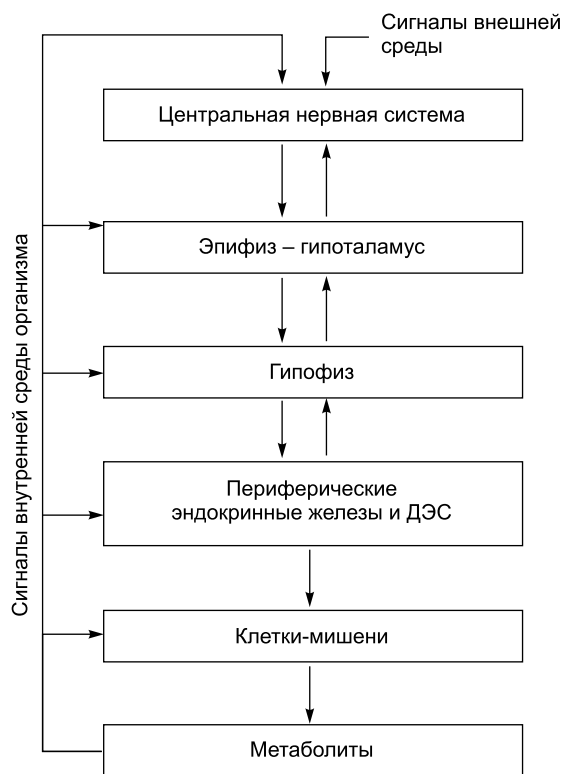 Сигналы внешней
среды
Центральная нервная система
Эпифиз – гипоталамус
Гипофиз
Периферические
эндокринные железы и ДЭС
Клетки-мишени
Метаболиты
Сигналы внутренней среды организма